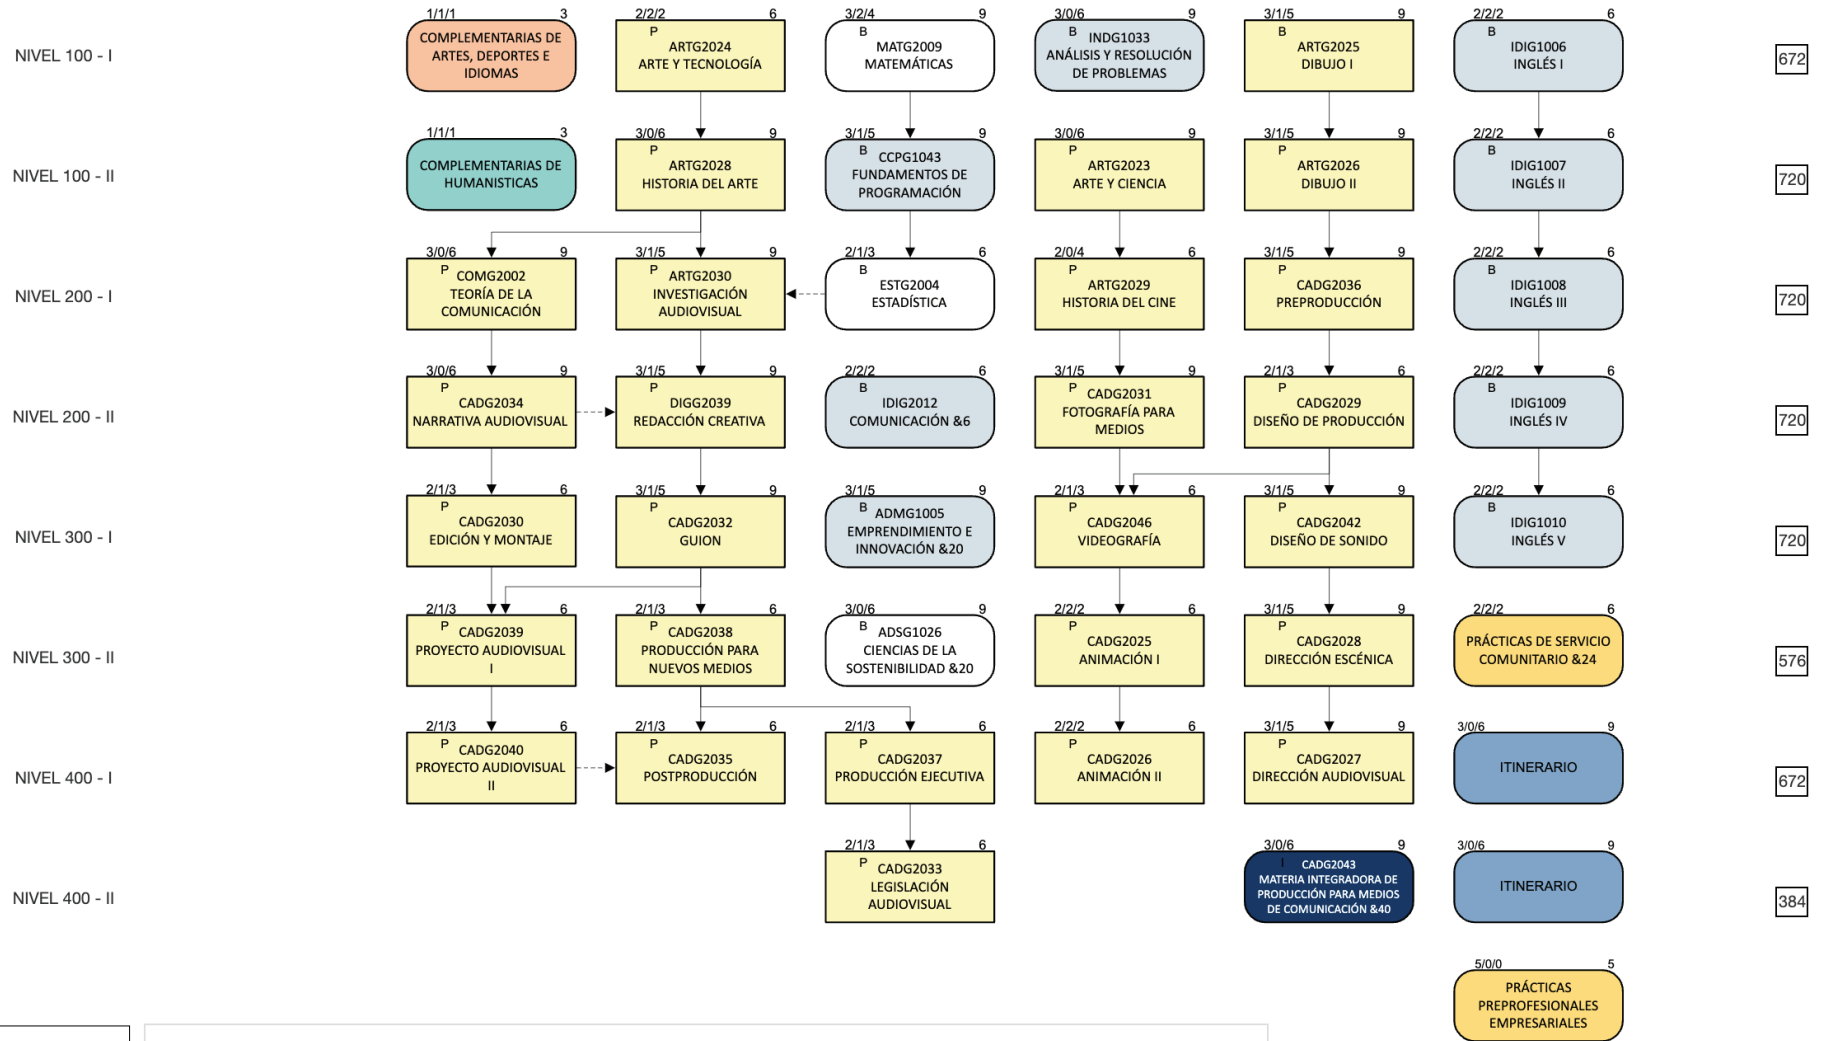 1/1/1 3 2/2/2 6 3/2/4 9 3/0/6 9 3/1/5 9 2/2/2 6
NIVEL 100 - I
COMPLEMENTARIAS DE
ARTES, DEPORTES E
IDIOMAS
P
ARTG2024
ARTE Y TECNOLOGÍA
B
MATG2009
MATEMÁTICAS
B INDG1033
ANÁLISIS Y RESOLUCIÓN
DE PROBLEMAS
B
ARTG2025
DIBUJO I
B
IDIG1006
INGLÉS I
672
1/1/1 3 3/0/6 9 3/1/5 9 3/0/6 9 3/1/5 9 2/2/2 6
NIVEL 100 - II
COMPLEMENTARIAS DE
HUMANISTICAS
P
ARTG2028
HISTORIA DEL ARTE
B CCPG1043
FUNDAMENTOS DE
PROGRAMACIÓN
P
ARTG2023
ARTE Y CIENCIA
P
ARTG2026
DIBUJO II
B
IDIG1007
INGLÉS II
720
3/0/6 9 3/1/5 9 2/1/3 6 2/0/4 6 3/1/5 9 2/2/2 6
NIVEL 200 - I
P COMG2002
TEORÍA DE LA
COMUNICACIÓN
P ARTG2030
INVESTIGACIÓN
AUDIOVISUAL
B
ESTG2004
ESTADÍSTICA
P
ARTG2029
HISTORIA DEL CINE
P
CADG2036
PREPRODUCCIÓN
B
IDIG1008
INGLÉS III
720
3/0/6 9 3/1/5 9 2/2/2 6 3/1/5 9 2/1/3 6 2/2/2 6
NIVEL 200 - II
P
CADG2034
NARRATIVA AUDIOVISUAL
P
DIGG2039
REDACCIÓN CREATIVA
B
IDIG2012
COMUNICACIÓN &6
P CADG2031
FOTOGRAFÍA PARA
MEDIOS
P
CADG2029
DISEÑO DE PRODUCCIÓN
B
IDIG1009
INGLÉS IV
720
2/1/3 6 3/1/5 9 3/1/5 9 2/1/3 6 3/1/5 9 2/2/2 6
NIVEL 300 - I
P
CADG2030
EDICIÓN Y MONTAJE
P
CADG2032
GUION
B ADMG1005
EMPRENDIMIENTO E
INNOVACIÓN &20
P
CADG2046
VIDEOGRAFÍA
P
CADG2042
DISEÑO DE SONIDO
B
IDIG1010
INGLÉS V
720
2/1/3 6 2/1/3 6 3/0/6 9 2/2/2 6 3/1/5 9 2/2/2 6
NIVEL 300 - II
P CADG2039
PROYECTO AUDIOVISUAL
I
P CADG2038
PRODUCCIÓN PARA
NUEVOS MEDIOS
B ADSG1026
CIENCIAS DE LA
SOSTENIBILIDAD &20
P
CADG2025
ANIMACIÓN I
P
CADG2028
DIRECCIÓN ESCÉNICA
PRÁCTICAS DE SERVICIO
COMUNITARIO &24
576
2/1/3 6 2/1/3 6 2/1/3 6 2/2/2 6 3/1/5 9 3/0/6 9
NIVEL 400 - I
P CADG2040
PROYECTO AUDIOVISUAL
II
P
CADG2035
POSTPRODUCCIÓN
P
CADG2037
PRODUCCIÓN EJECUTIVA
P
CADG2026
ANIMACIÓN II
P
CADG2027
DIRECCIÓN AUDIOVISUAL
ITINERARIO
672
2/1/3 6 3/0/6 9 3/0/6 9
NIVEL 400 - II
P CADG2033
LEGISLACIÓN
AUDIOVISUAL
I CADG2043
MATERIA INTEGRADORA DE
PRODUCCIÓN PARA MEDIOS
DE COMUNICACIÓN &40
ITINERARIO
384
5/0/0 5
PRÁCTICAS
PREPROFESIONALES
EMPRESARIALES